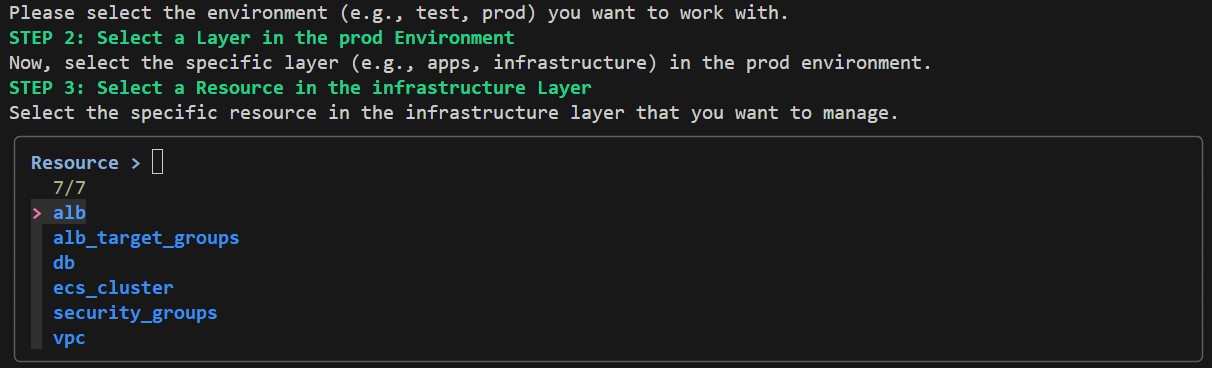 Please select the environment (e.g., test, prod) you want to work with.
STEP 2: Select a Layer in the prod Environment
Now, select the specific layer (e.g., apps, infrastructure) in the prod environment.
STEP 3: Select a Resource in the infrastructure Layer
Select the specific resource in the infrastructure layer that you want to manage.
Resource >
7/7
> alb
alb_target_groups
db
ecs_cluster
security_groups
vpc